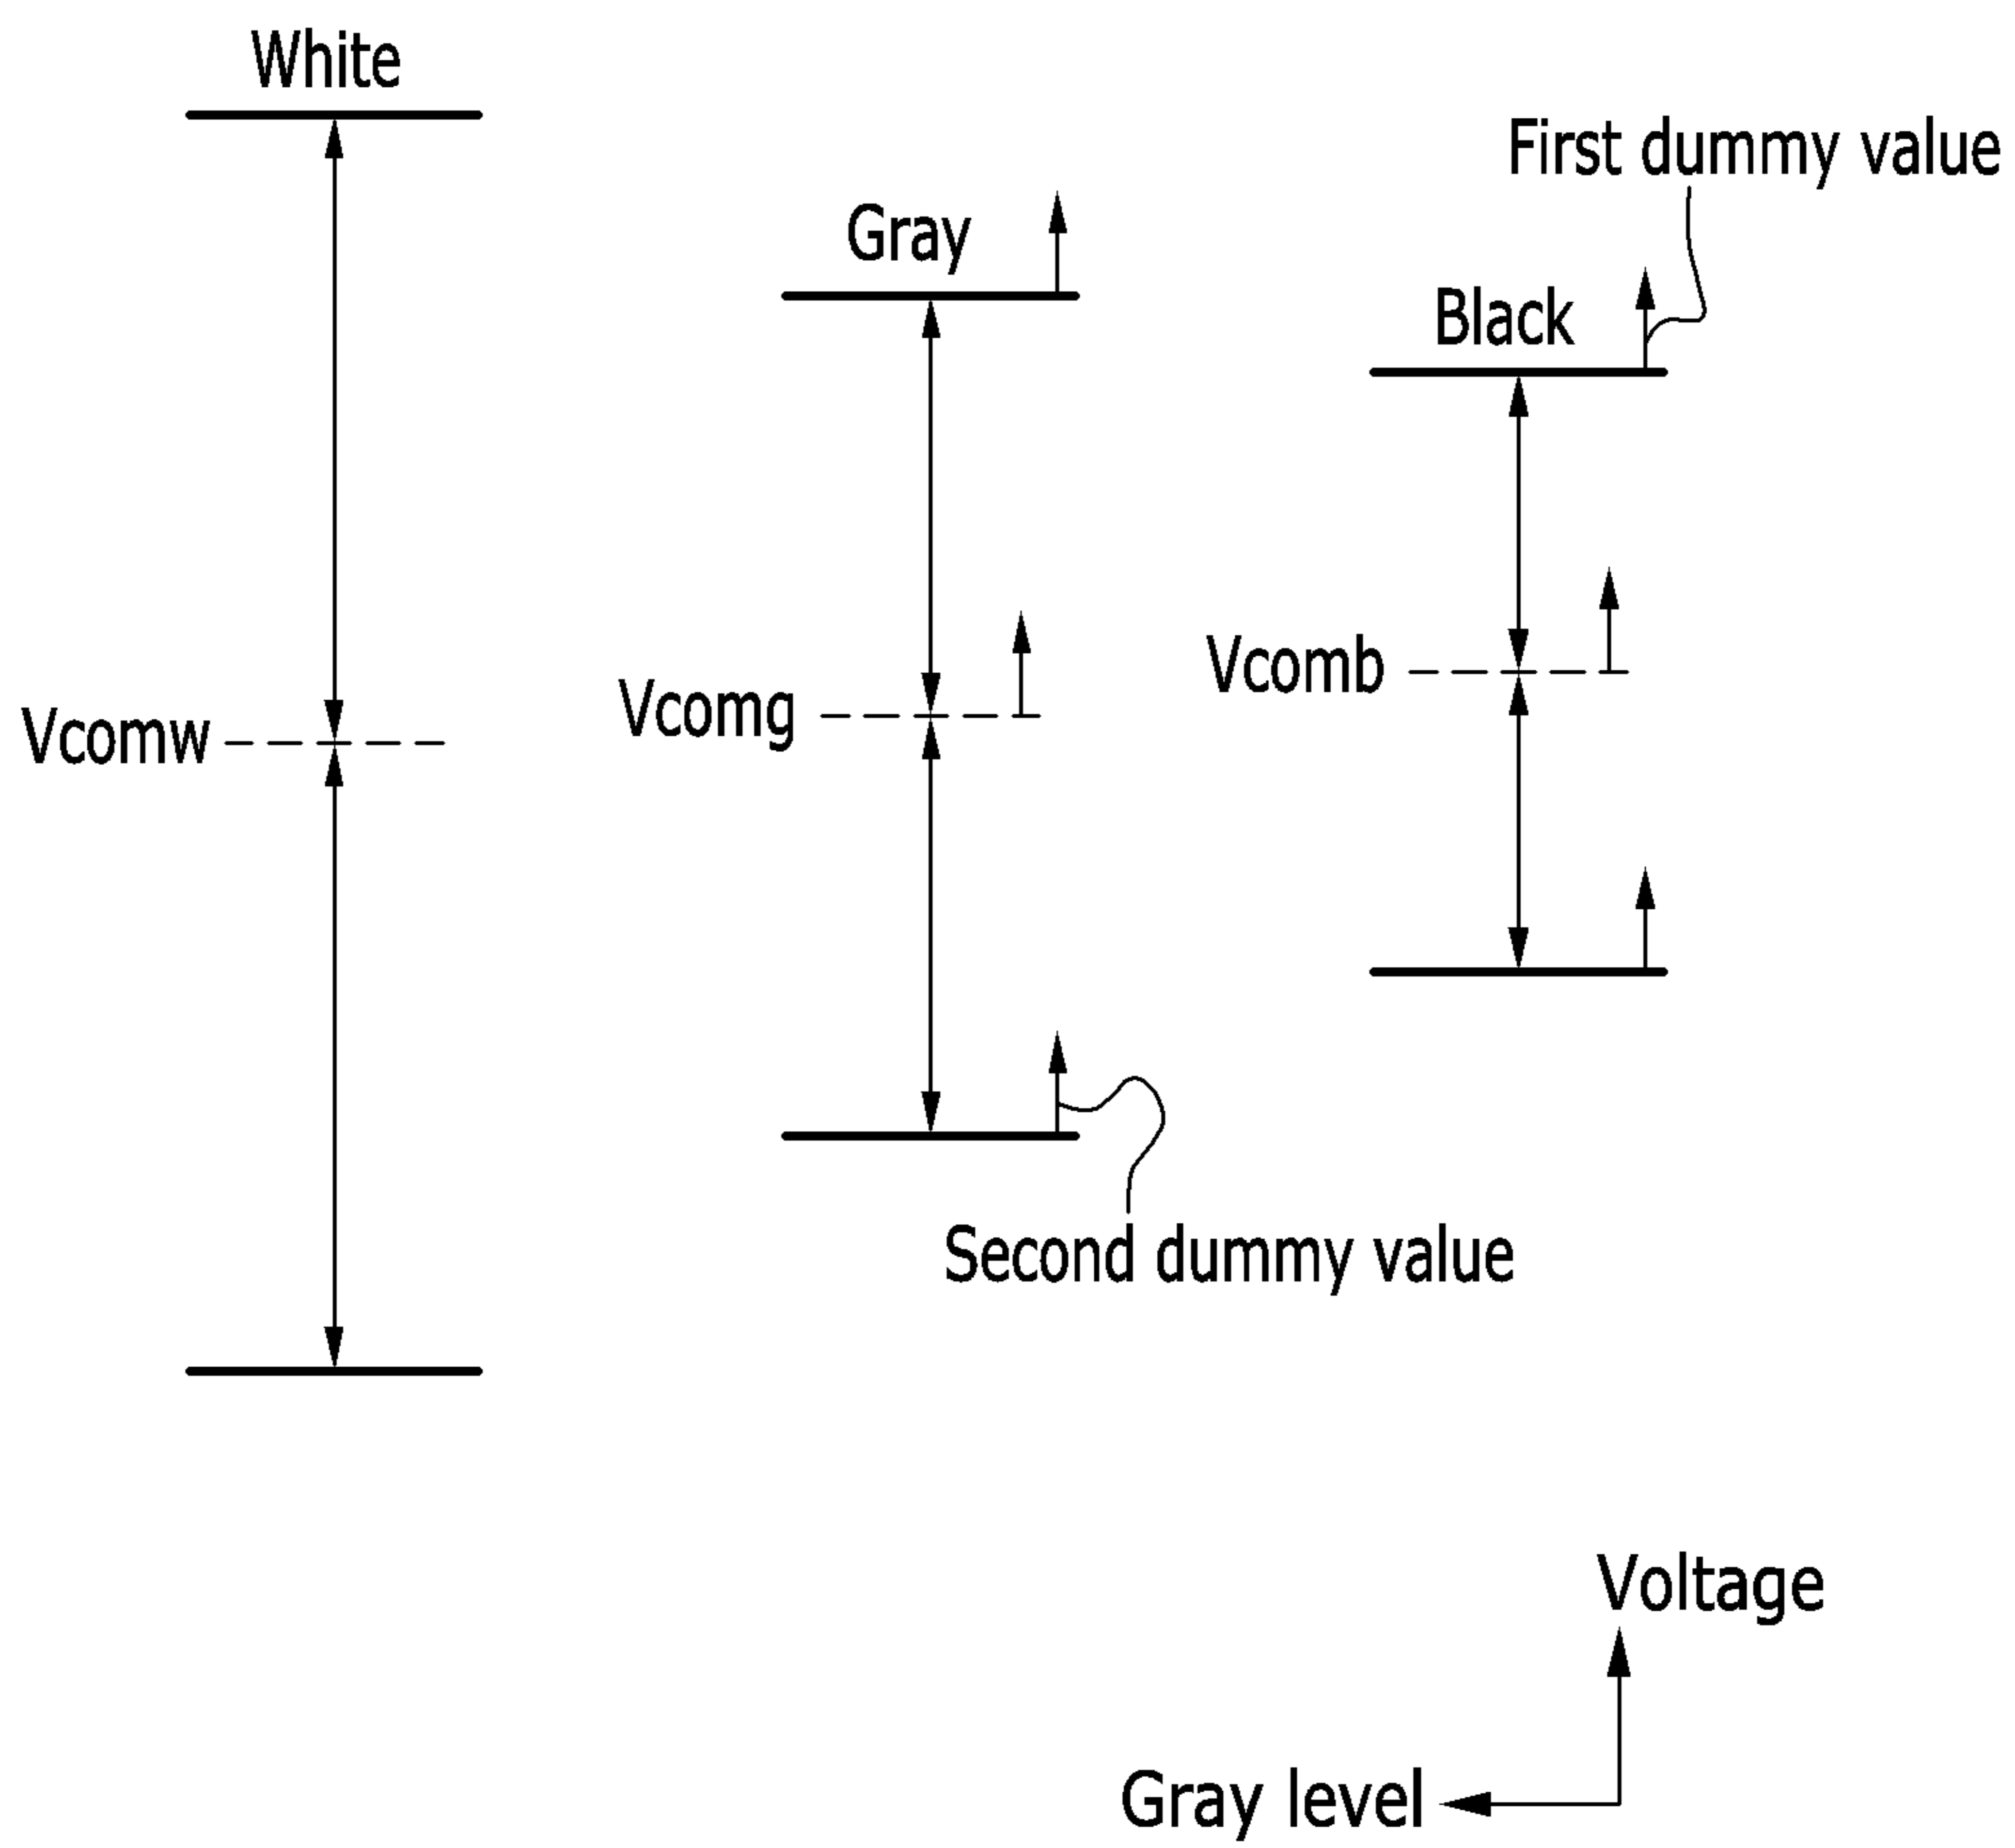 White
First dummy value
Gray
Black
Vcomb
Vcomg
Vcomw
Second dummy value
Voltage
Gray level